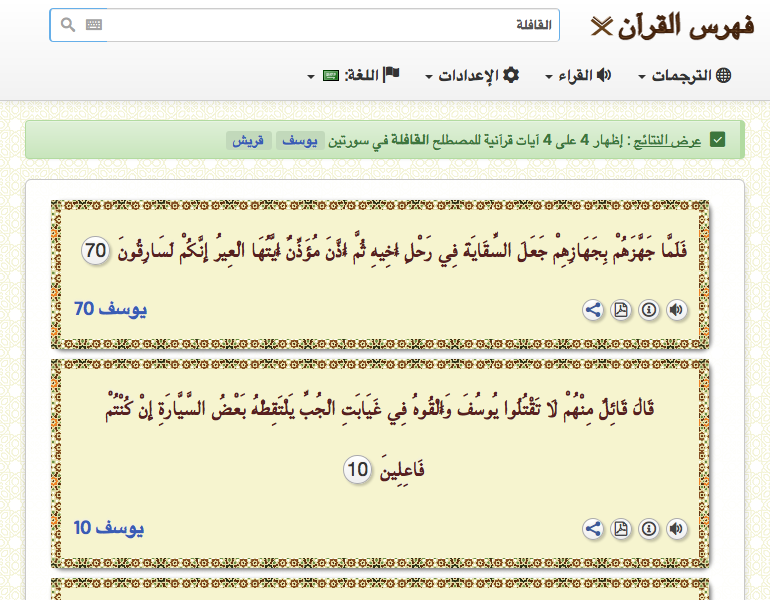 فهرس القرآن
القافلة
الترجمات
القراء
الإعدادات
اللغة:
عرض النتائج : إظهار 4 على 4 آيات قرآنية للمصطلح القافلة في سورتين يوسف قريش
فَلَمَّا جَهَّزَهُمْ بِجَهَازِهِمْ جَعَلَ السِّقَايَةَ فِي رَحْلِ أَخِيهِ ثُمَّ أَذَّنَ مُؤَذِّنٌ أَيَّتُهَا الْعِيرُ إِنَّكُمْ لَسَارِقُونَ 70
يوسف 70
قَالَ قَائِلٌ مِنْهُمْ لَا تَقْتُلُوا يُوسُفَ وَأَلْقُوهُ فِي غَيَابَتِ الْجُبِّ يَلْتَقِطْهُ بَعْضُ السَّيَّارَةِ إِنْ كُنْتُمْ
فَاعِلِينَ 10
يوسف 10